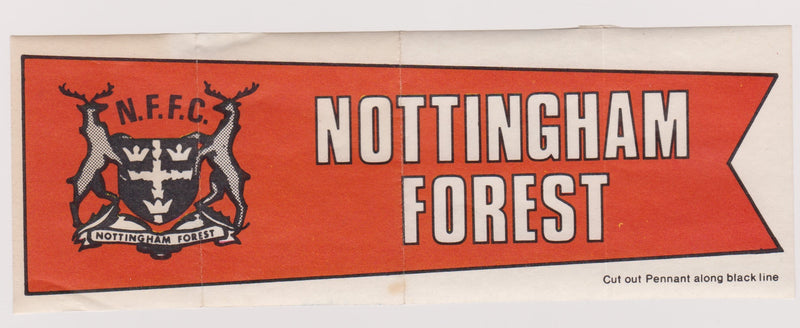 N.F.F.C.
NOTTINGHAM FOREST
NOTTINGHAM
FOREST
Cut out Pennant along black line